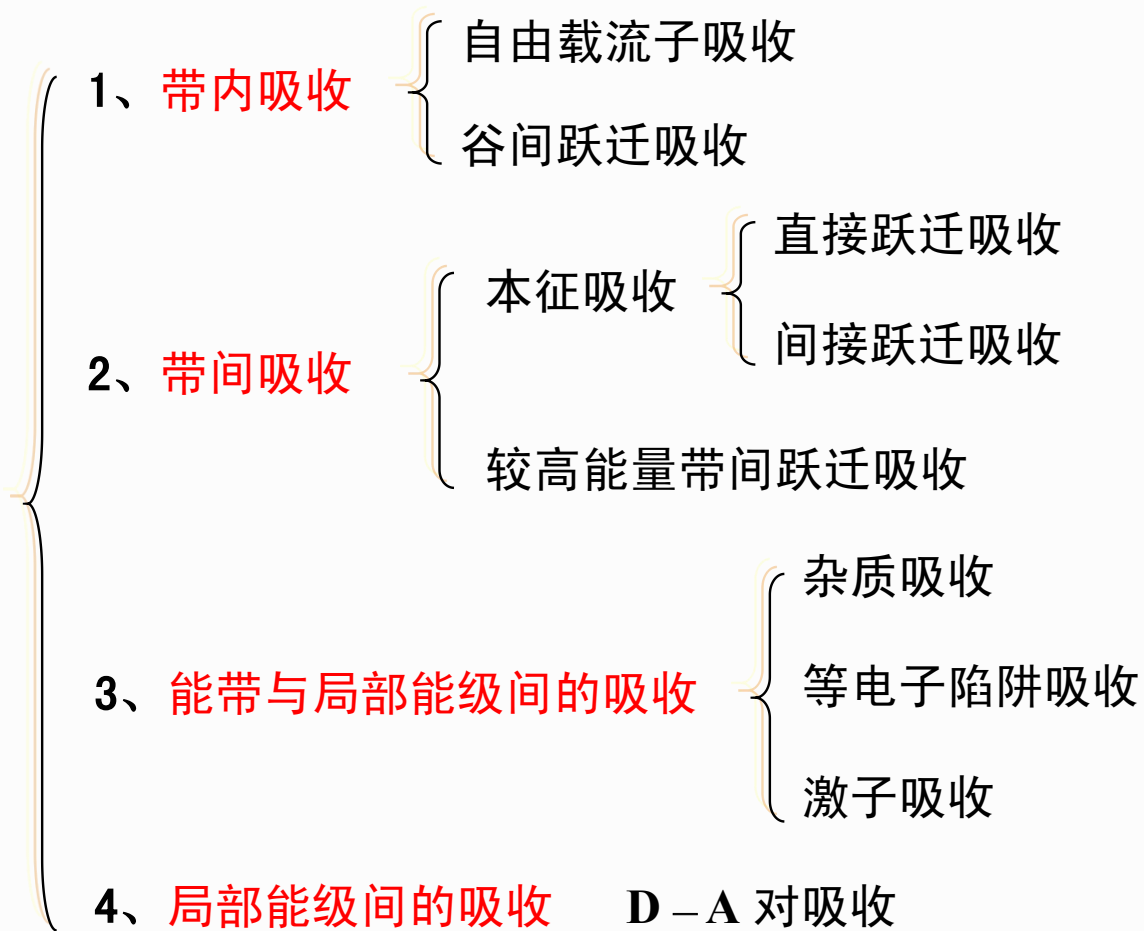 自由载流子吸收
1、带内吸收
谷间跃迁吸收
直接跃迁吸收
本征吸收
间接跃迁吸收
2、带间吸收
较高能量带间跃迁吸收
杂质吸收
3、能带与局部能级间的吸收
等电子陷阱吸收
激子吸收
4、局部能级间的吸收 D – A 对吸收